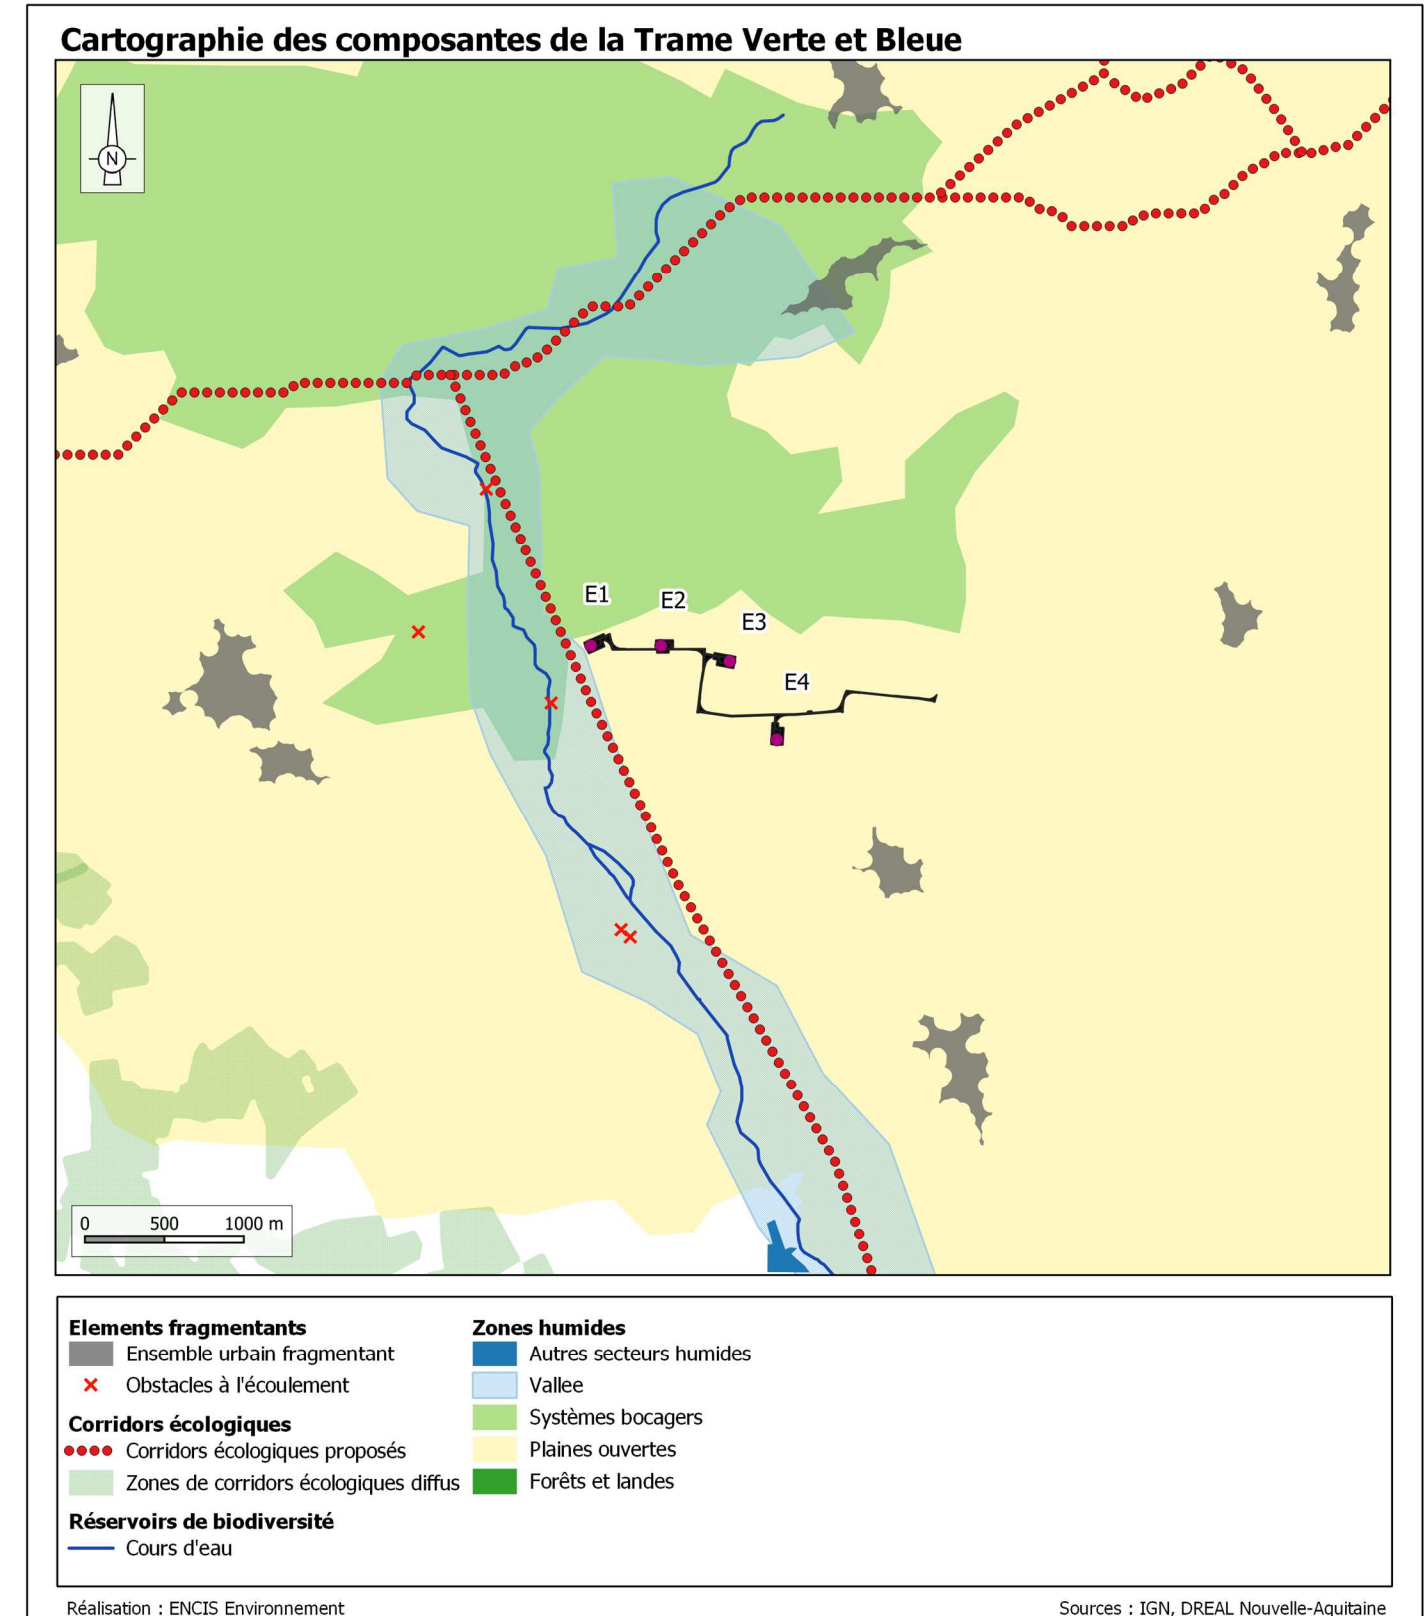 Cartographie des composantes de la Trame Verte et Bleue
N
E1
E2
E3
E4
0 500 1000 m
Elements fragmentants
Ensemble urbain fragmentant
Obstacles à l'écoulement
Corridors écologiques
Corridors écologiques proposés
Zones de corridors écologiques diffus
Réservoirs de biodiversité
Cours d'eau
Zones humides
Autres secteurs humides
Vallee
Systèmes bocagers
Plaines ouvertes
Forêts et landes
Réalisation : ENCIS Environnement
Sources : IGN, DREAL Nouvelle-Aquitaine